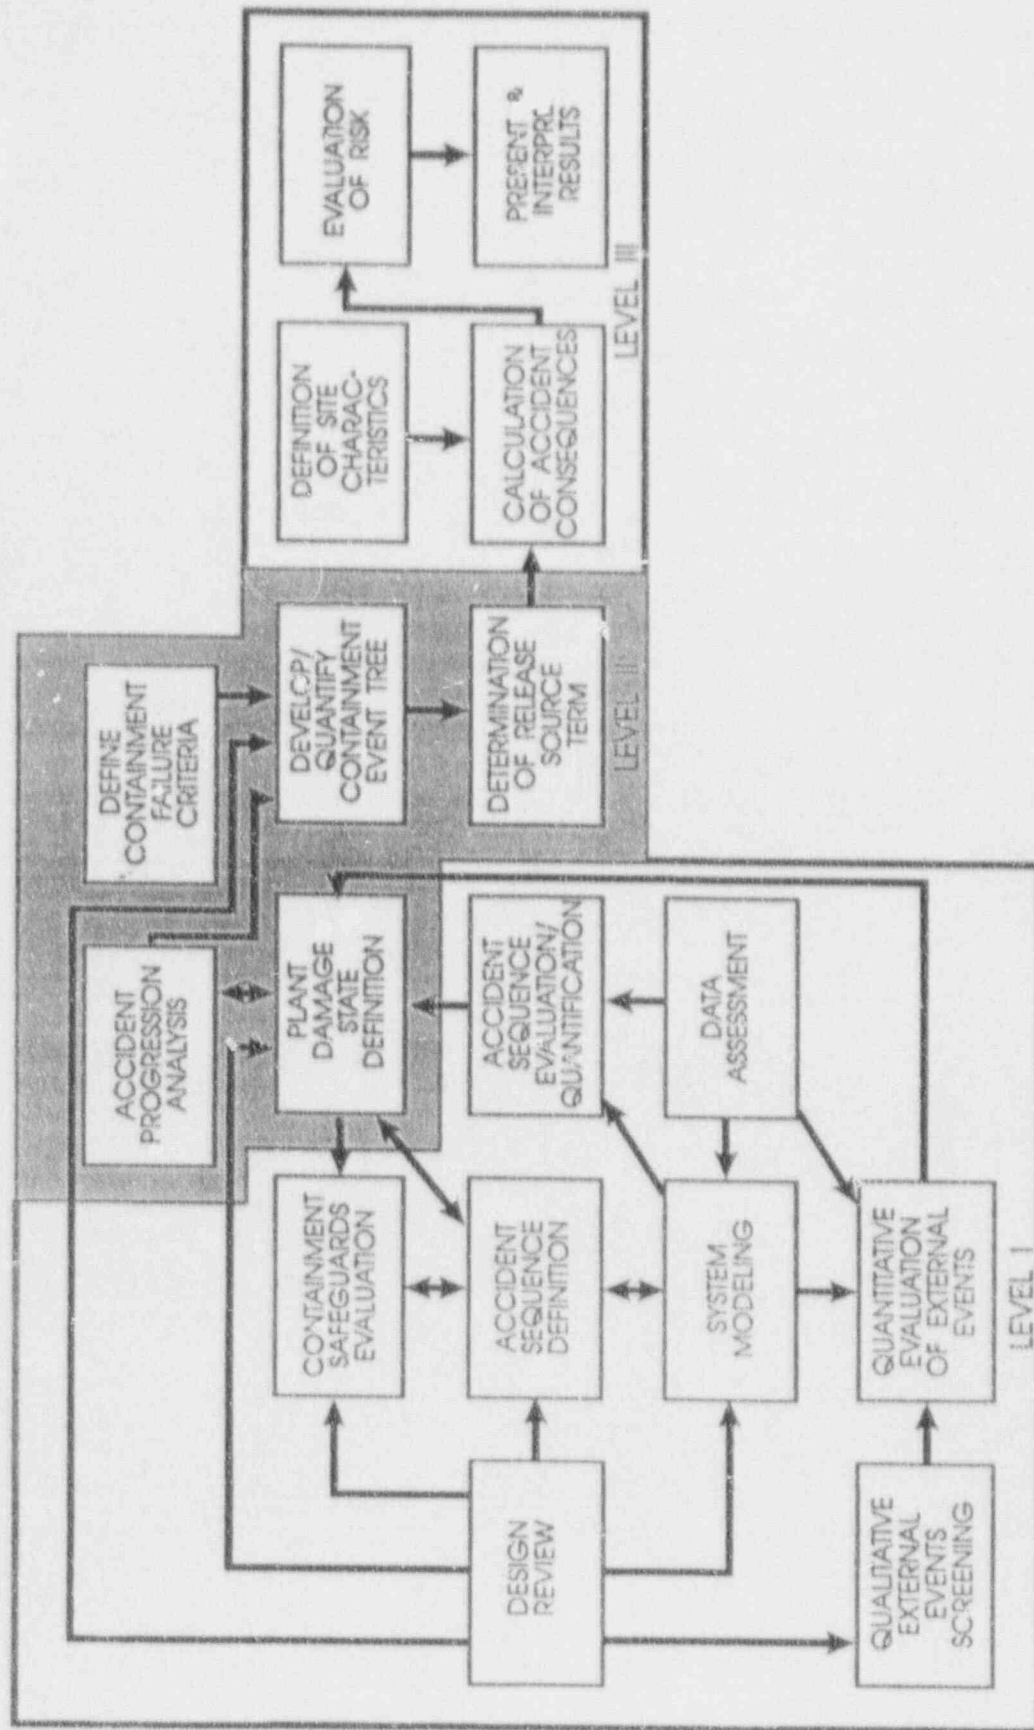 DESIGN
REVIEW
QUALITATIVE
EXTERNAL
EVENTS
SCREENING
CONTAINMENT
SAFEGUARDS
EVALUATION
ACCIDENT
SEQUENCE
DEFINITION
SYSTEM
MODELING
QUANTITATIVE
EVALUATION
OF EXTERNAL
EVENTS
LEVEL I
ACCIDENT
PROGRESSION
ANALYSIS
PLANT
DAMAGE
STATE
DEFINITION
ACCIDENT
SEQUENCE
EVALUATION/
QUANTIFICATION
DATA
ASSESSMENT
DEFINE
CONTAINMENT
FAILURE
CRITERIA
DEVELOP/
QUANTIFY
CONTAINMENT
EVENT TREE
DETERMINATION
OF RELEASE
SOURCE
TERM
LEVEL II
DEFINITION
OF SITE
CHARAC-
TERISTICS
CALCULATION
OF ACCIDENT
CONSEQUENCES
EVALUATION
OF RISK
PRESENT &
RESULTS
LEVEL III